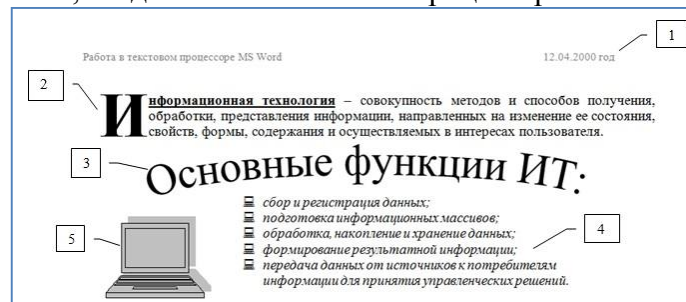 1
Работа в текстовом процессоре MS Word 12.04.2000 год
2
Информационная технология – совокупность методов и способов получения,
обработки, представления информации, направленных на изменение ее состояния,
свойств, формы, содержания и осуществляемых в интересах пользователя.
3
Основные функции ИТ:
сбор и регистрация данных;
подготовка информационных массивов;
обработка, накопление и хранение данных;
4
формирование результатной информации;
5
передача данных от источников к потребителям
информации для принятия управленческих решений.